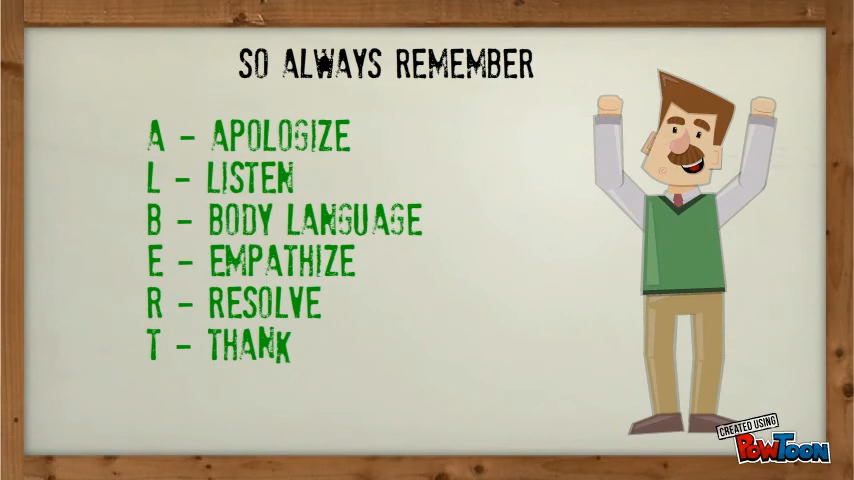 SO ALWAYS REMEMBER
A - APOLOGIZE
L - LISTEN
B - BODY LANGUAGE
E - EMPATHIZE
R - RESOLVE
T - THANK
CREATED USING
POWTOON